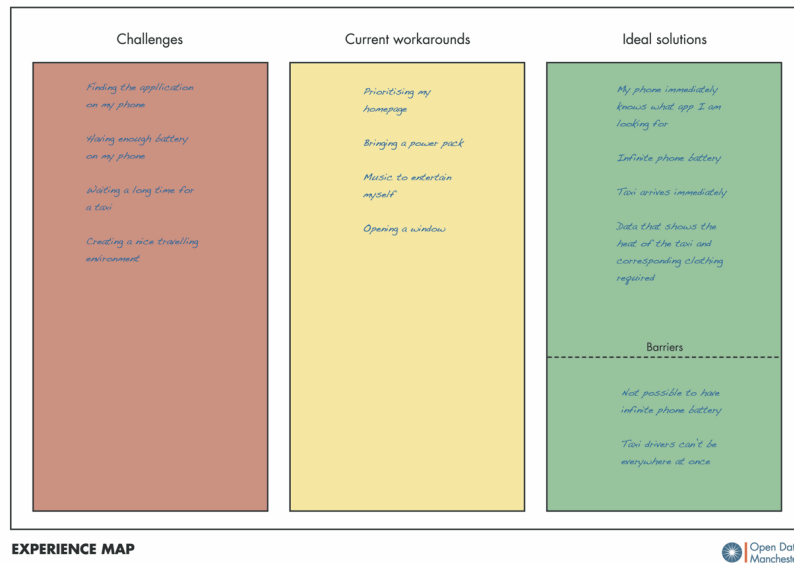 Challenges
Finding the appllication
on my phone
Having enough battery
on my phone
Waiting a long time for
a taxi
Creating a nice travelling
environment
Current workarounds
Prioritising my
homepage
Bringing a power pack
Music to entertain
myself
Opening a window
Ideal solutions
My phone immediately
knows what app I am
looking for
Infinite phone battery
Taxi arrives immediately
Data that shows the
heat of the taxi and
corresponding clothing
required
Barriers
Not possible to have
infinite phone battery
Taxi drivers can't be
everywhere at once
EXPERIENCE MAP
Open Dat
Manchest